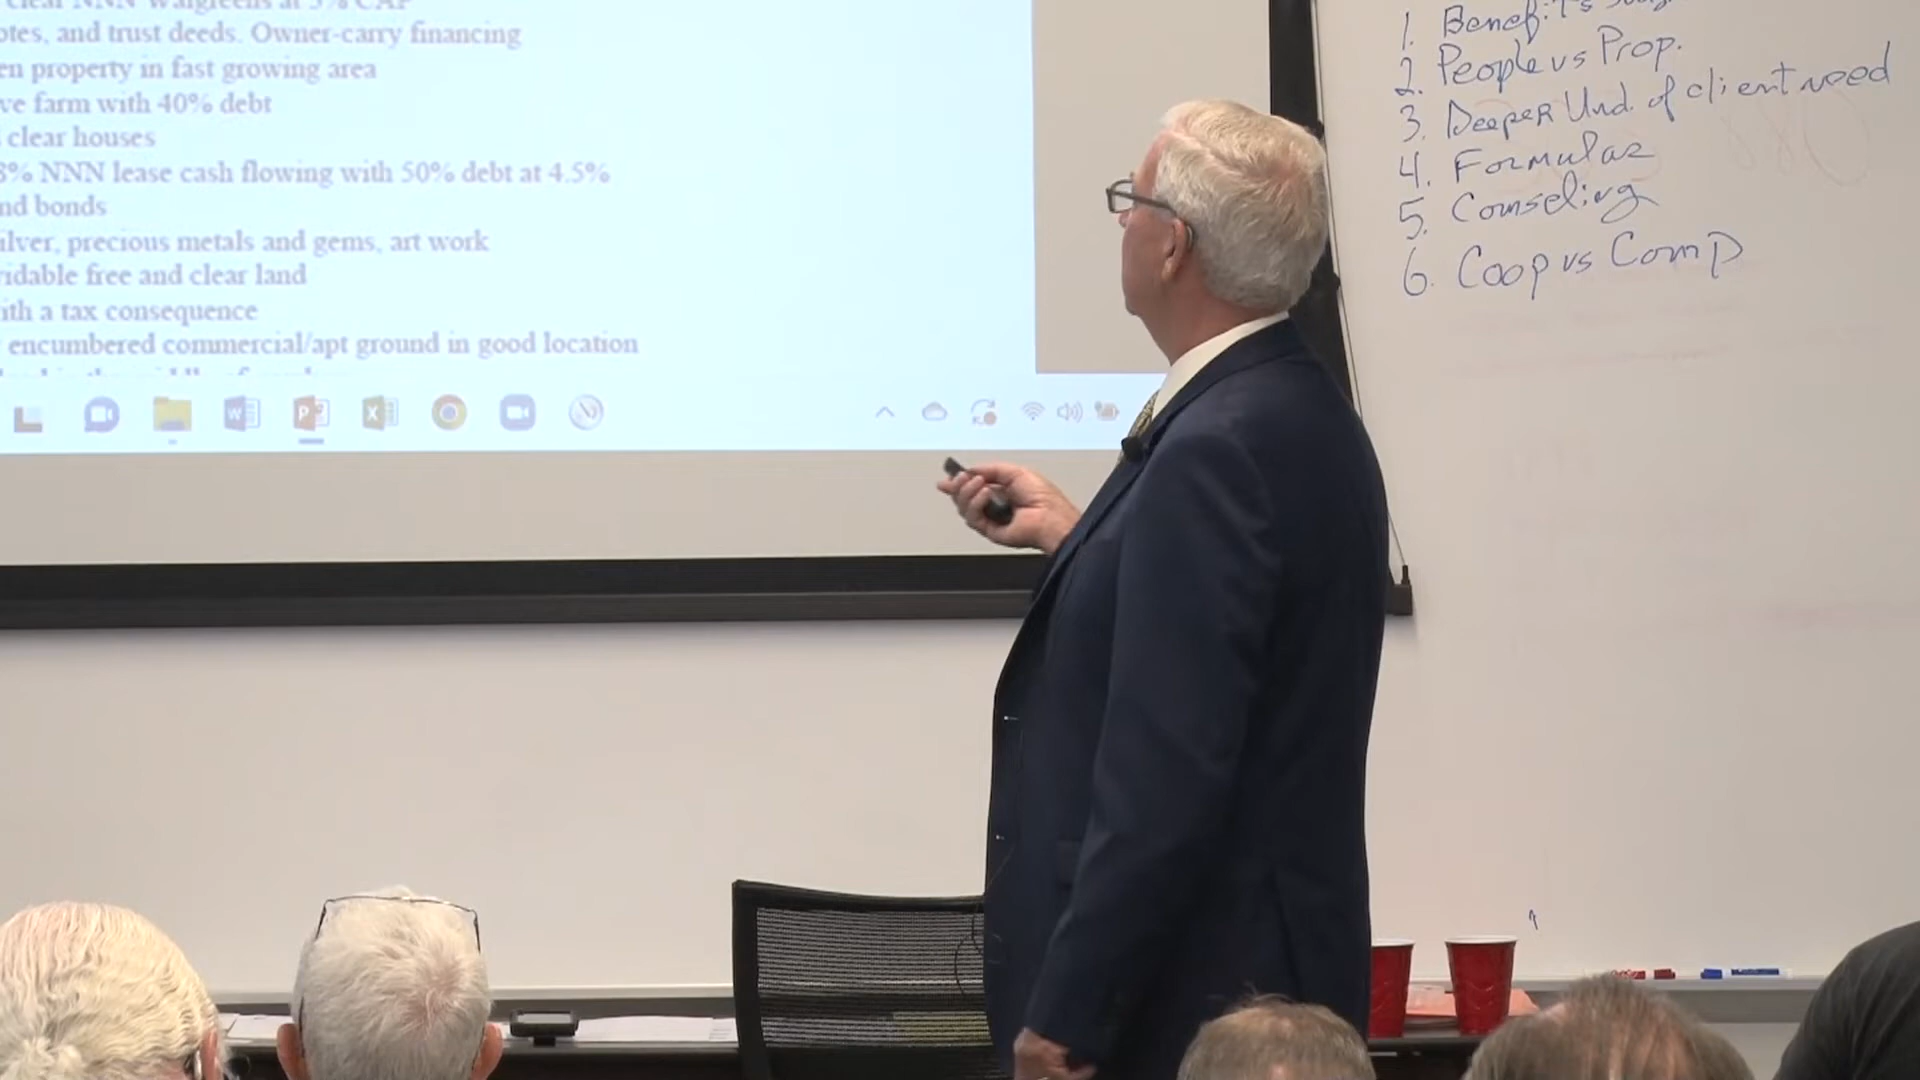 clear NNN Walgreens at 5% CAP
otes, and trust deeds. Owner-carry financing
en property in fast growing area
ve farm with 40% debt
clear houses
8% NNN lease cash flowing with 50% debt at 4.5%
nd bonds
ilver, precious metals and gems, art work
idable free and clear land
ith a tax consequence
encumbered commercial/apt ground in good location
1. Benefits
2. People vs Prop.
3. Deeper Und. of client need
4. Formulas
5. Counseling
6. Coop vs Comp